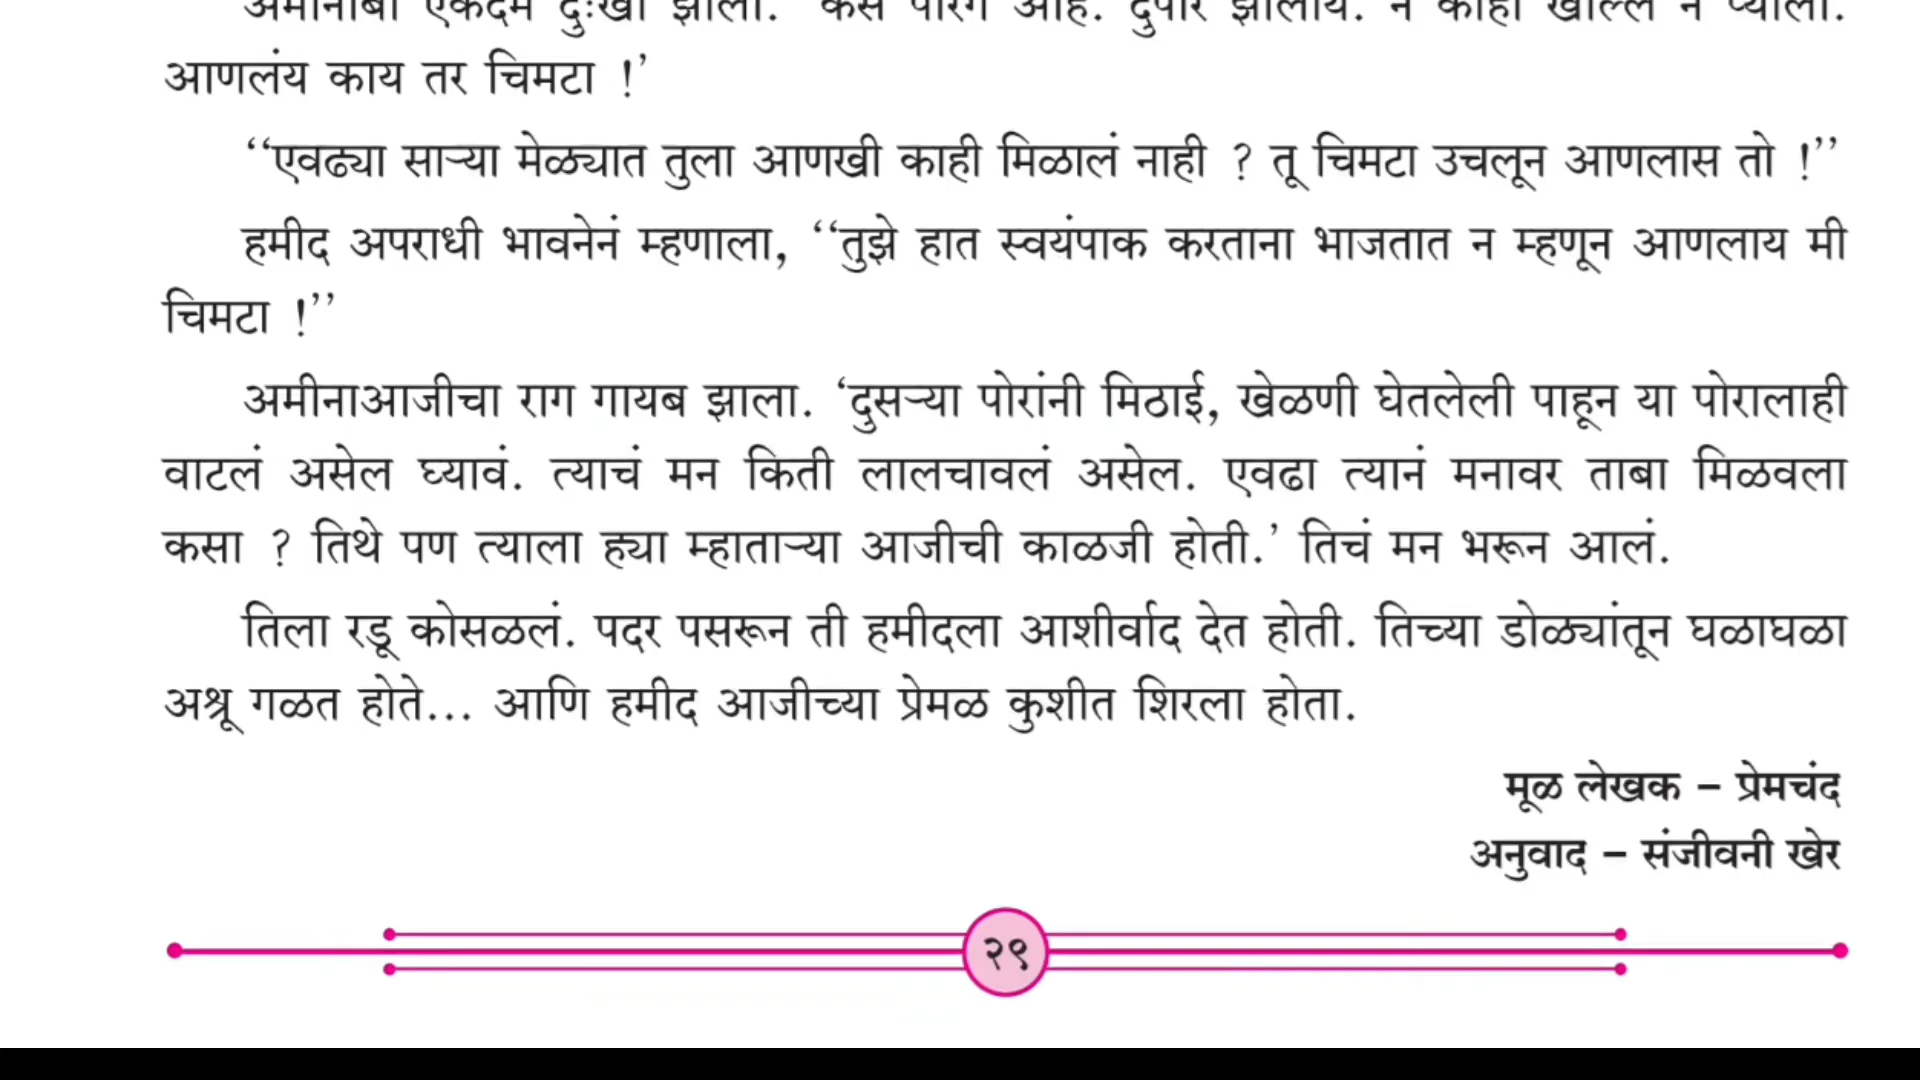 एकदम झाला. काही
आणलंय काय तर चिमटा !’
‘‘एवढ्या साऱ्या मेळ्यात तुला आणखी काही मिळालं नाही ? तू चिमटा उचलून आणलास तो !’’
हमीद अपराधी भावनेनं म्हणाला, ‘‘तुझे हात स्वयंपाक करताना भाजतात न म्हणून आणलाय मी
चिमटा !’’
अमीनाआजीचा राग गायब झाला. ‘दुसऱ्या पोरांनी मिठाई, खेळणी घेतलेली पाहून या पोरालाही
वाटलं असेल घ्यावं. त्याचं मन किती लालचावलं असेल. एवढा त्यानं मनावर ताबा मिळवला
कसा ? तिथे पण त्याला ह्या म्हाताऱ्या आजीची काळजी होती.’ तिचं मन भरून आलं.
तिला रडू कोसळलं. पदर पसरून ती हमीदला आशीर्वाद देत होती. तिच्या डोळ्यांतून घळाघळा
अश्रू गळत होते... आणि हमीद आजीच्या प्रेमळ कुशीत शिरला होता.
मूळ लेखक – प्रेमचंद
अनुवाद – संजीवनी खेर
२९